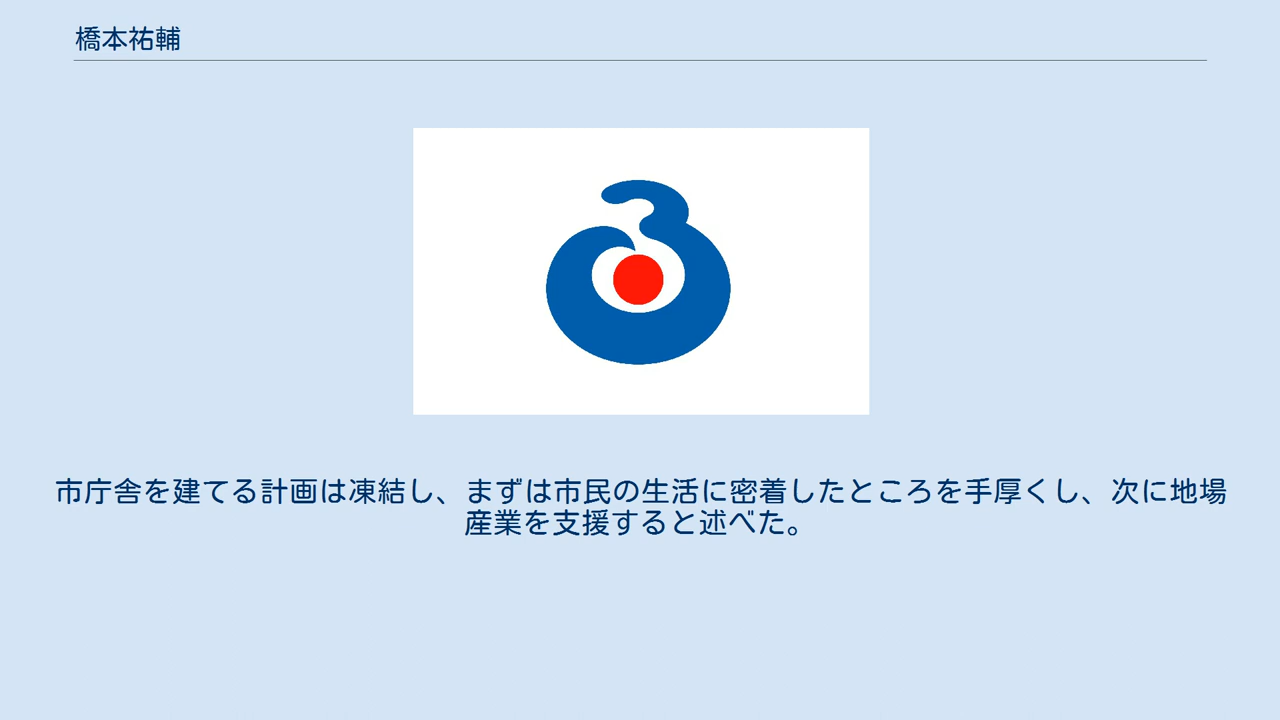 橋本祐輔
市庁舎を建てる計画は凍結し、まずは市民の生活に密着したところを手厚くし、次に地場
産業を支援すると述べた。